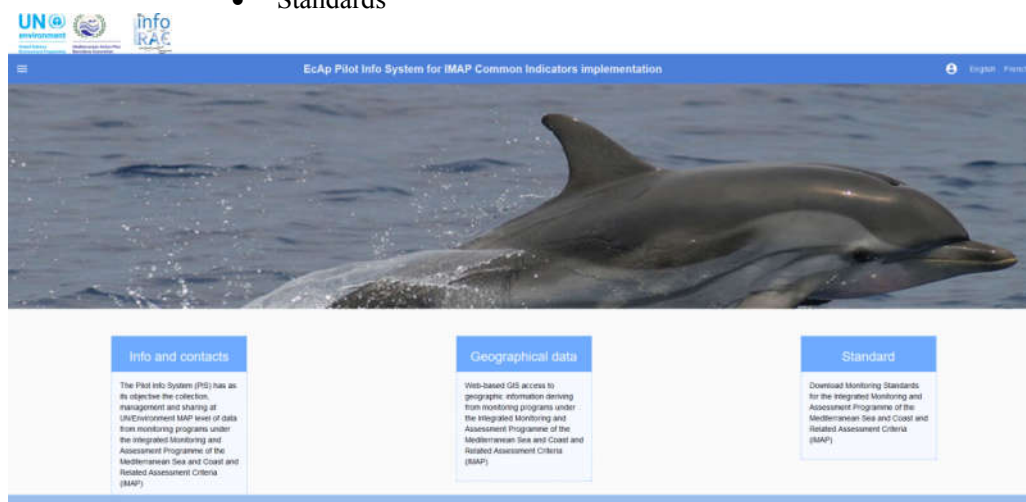 • Standards
UN
environment
info
RAC
EcAp Pilot Info System for IMAP Common Indicators implementation
English French
Info and contacts
The Pilot Info System (PIS) has as
its objective the collection,
management and sharing at
UN/Environment MAP level of data
from monitoring programs under
the Integrated Monitoring and
Assessment Programme of the
Mediterranean Sea and Coast and
Related Assessment Criteria
(IMAP)
Geographical data
Web-based GIS access to
geographic information deriving
from monitoring programs under
the Integrated Monitoring and
Assessment Programme of the
Mediterranean Sea and Coast and
Related Assessment Criteria
(IMAP)
Standard
Download Monitoring Standards
for the Integrated Monitoring and
Assessment Programme of the
Mediterranean Sea and Coast and
Related Assessment Criteria
(IMAP)